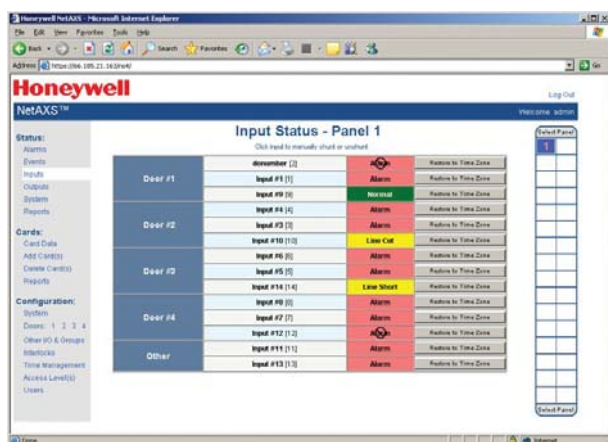 Honeywell NetAXS - Microsoft Internet Explorer
File Edit View Favorites Tools Help
Back Search Favorites
Address Go
Honeywell
Log Out
NetAXS™ Welcome admin
Status:
Alarms
Events
Inputs
Outputs
System
Reports
Cards:
Card Data
Add Card(s)
Delete Card(s)
Reports
Configuration:
System
Doors: 1 2 3 4
Other I/O & Groups
Interlocks
Time Management
Access Level(s)
Users
Input Status - Panel 1
Click input to manually shunt or unshunt
Door #1
donumber [2] Alarm Restore to Time Zone
Input #1 [1] Alarm Restore to Time Zone
Input #9 [9] Normal Restore to Time Zone
Door #2
Input #4 [4] Alarm Restore to Time Zone
Input #3 [3] Alarm Restore to Time Zone
Input #10 [10] Line Cut Restore to Time Zone
Door #3
Input #6 [6] Alarm Restore to Time Zone
Input #5 [5] Alarm Restore to Time Zone
Input #14 [14] Line Short Restore to Time Zone
Door #4
Input #8 [8] Alarm Restore to Time Zone
Input #7 [7] Alarm Restore to Time Zone
Input #12 [12] Alarm Restore to Time Zone
Other
Input #11 [11] Alarm Restore to Time Zone
Input #13 [13] Alarm Restore to Time Zone
Select Panel
1
Select Panel
Done Internet